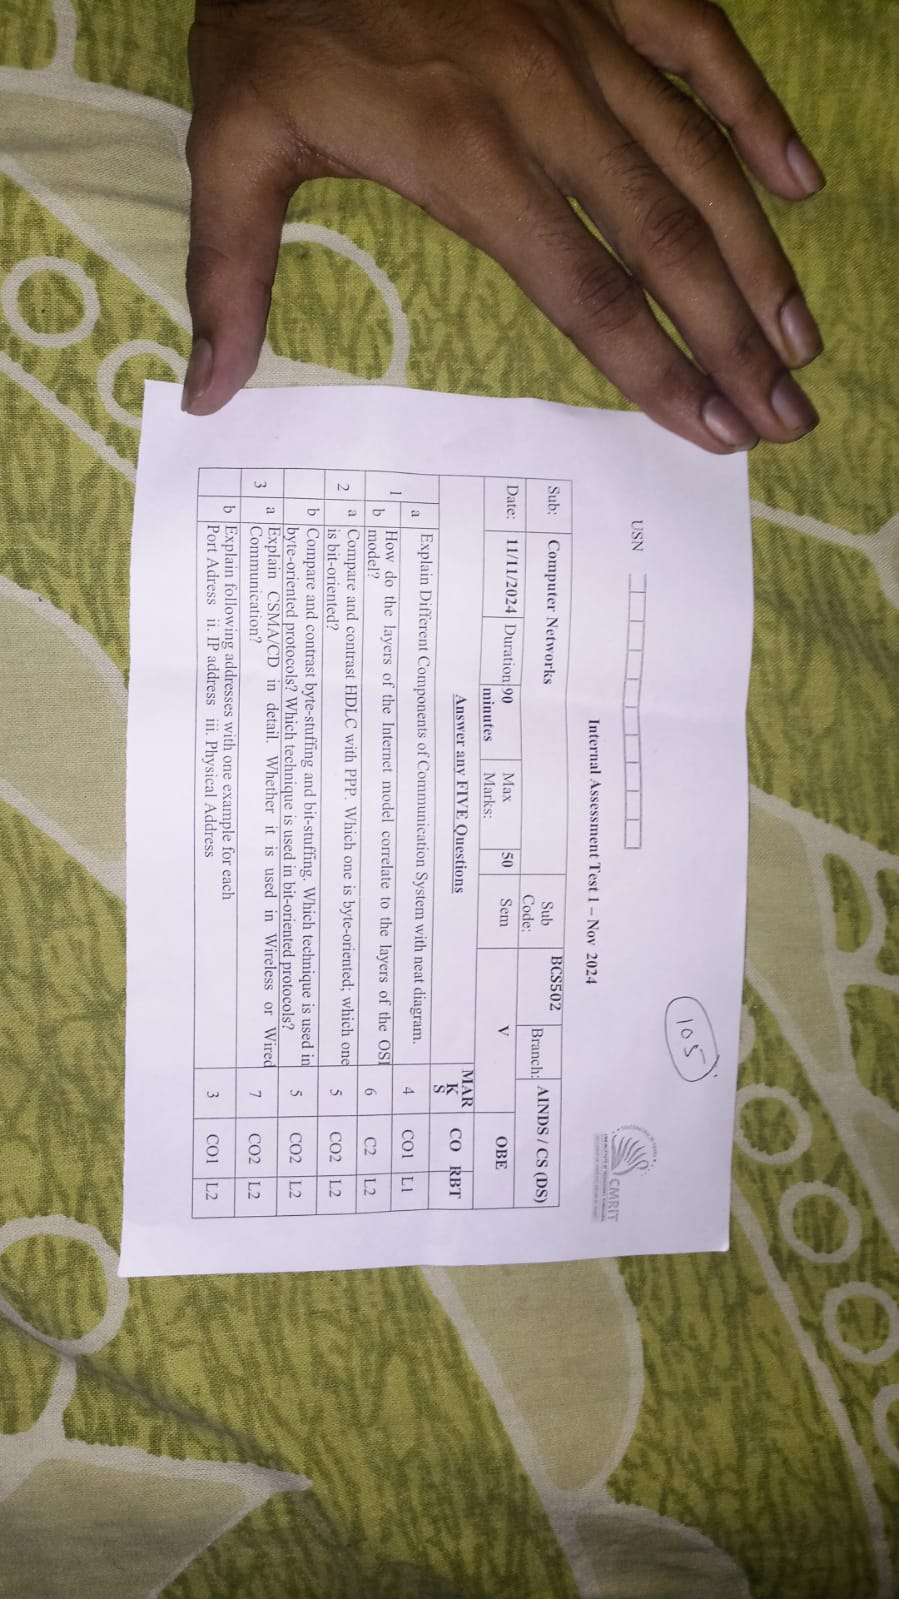 105
CMRIT
USN
Internal Assessment Test 1 – Nov 2024
Sub: Computer Networks Sub Code: BCS502 Branch: AINDS / CS (DS)
Date: 11/11/2024 Duration 90 minutes Max Marks: 50 Sem V OBE
Answer any FIVE Questions MARKS CO RBT
1 a Explain Different Components of Communication System with neat diagram. 4 CO1 L1
b How do the layers of the Internet model correlate to the layers of the OSI
model? 6 C2 L2
2 a Compare and contrast HDLC with PPP. Which one is byte-oriented; which one
is bit-oriented? 5 CO2 L2
b Compare and contrast byte-stuffing and bit-stuffing. Which technique is used in
byte-oriented protocols? Which technique is used in bit-oriented protocols? 5 CO2 L2
3 a Explain CSMA/CD in detail. Whether it is used in Wireless or Wired
Communication? 7 CO2 L2
b Explain following addresses with one example for each
Port Adress ii. IP address iii. Physical Address 3 CO1 L2